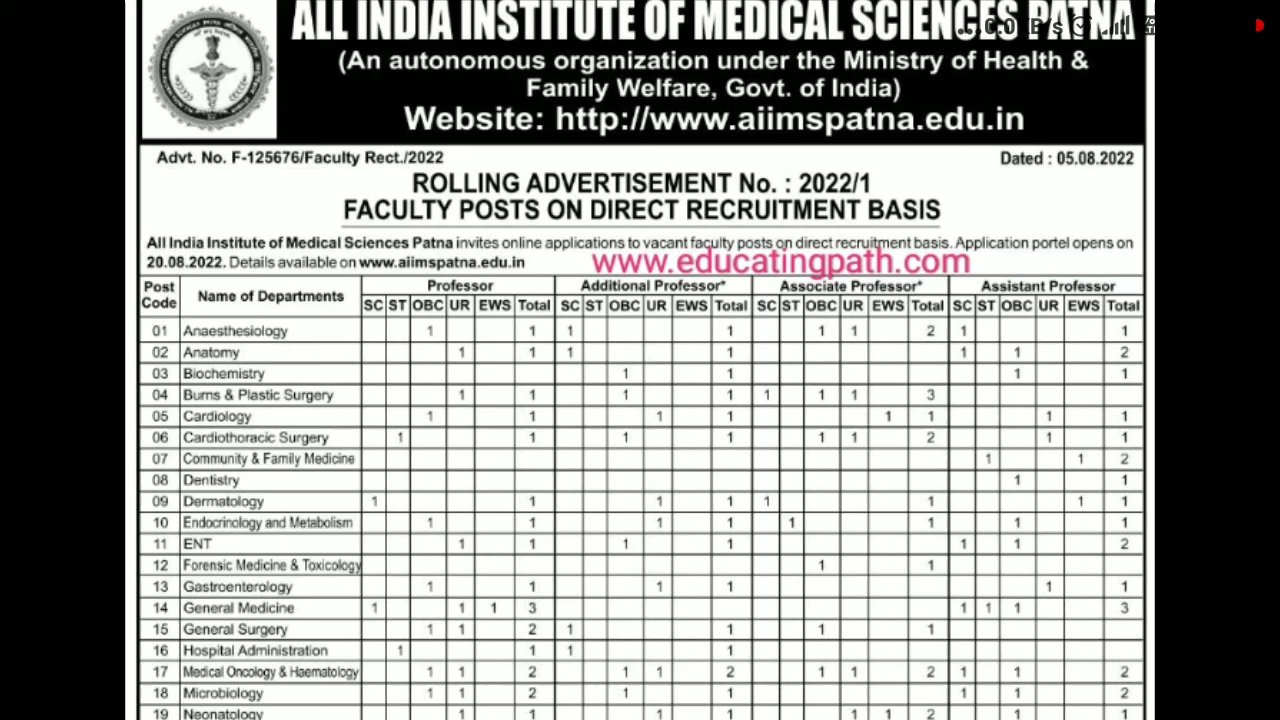 ALL INDIA INSTITUTE OF MEDICAL SCIENCES PATNA
(An autonomous organization under the Ministry of Health &
Family Welfare, Govt. of India)
Website: http://www.aiimspatna.edu.in
Advt. No. F-125676/Faculty Rect./2022 Dated : 05.08.2022
ROLLING ADVERTISEMENT No. : 2022/1
FACULTY POSTS ON DIRECT RECRUITMENT BASIS
All India Institute of Medical Sciences Patna invites online applications to vacant faculty posts on direct recruitment basis. Application portel opens on
20.08.2022. Details available on www.aiimspatna.edu.in
www.educatingpath.com
Post Code Name of Departments Professor Additional Professor* Associate Professor* Assistant Professor
SC ST OBC UR EWS Total SC ST OBC UR EWS Total SC ST OBC UR EWS Total SC ST OBC UR EWS Total
01 Anaesthesiology 1 1 1 1 1 1 2 1 1
02 Anatomy 1 1 1 1 1 1 2
03 Biochemistry 1 1 1 1
04 Burns & Plastic Surgery 1 1 1 1 1 1 1 3
05 Cardiology 1 1 1 1 1 1 1 1
06 Cardiothoracic Surgery 1 1 1 1 1 1 2 1 1
07 Community & Family Medicine 1 1 2
08 Dentistry 1 1
09 Dermatology 1 1 1 1 1 1 1 1
10 Endocrinology and Metabolism 1 1 1 1 1 1 1 1
11 ENT 1 1 1 1 1 1 2
12 Forensic Medicine & Toxicology 1 1
13 Gastroenterology 1 1 1 1 1 1
14 General Medicine 1 1 1 3 1 1 1 3
15 General Surgery 1 1 2 1 1 1 1
16 Hospital Administration 1 1 1 1
17 Medical Oncology & Haematology 1 1 2 1 1 2 1 1 2 1 1 2
18 Microbiology 1 1 2 1 1 1 1 2
19 Neonatology 1 1 1 1 1 1 2 1 1